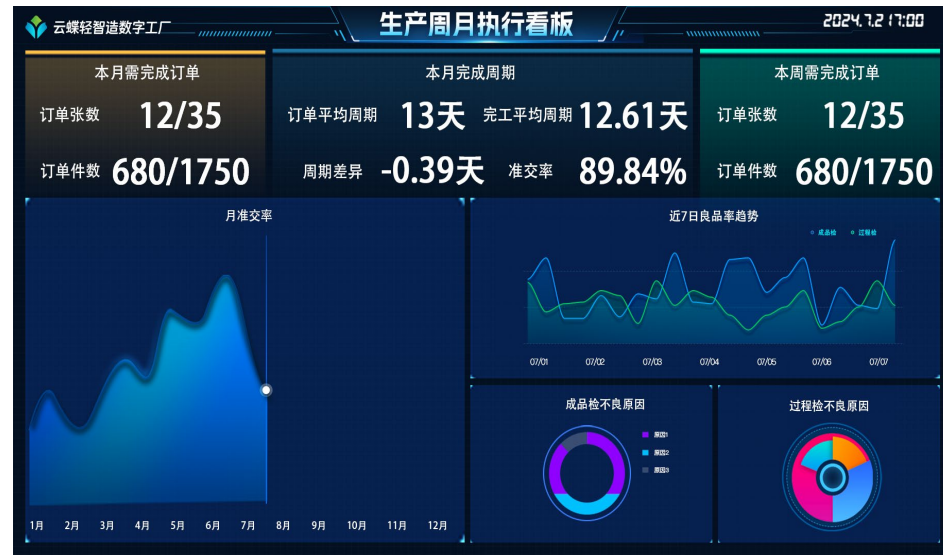 云蝶轻智造数字工厂
生产周月执行看板
2024.7.2 17:00
本月需完成订单
订单张数 12/35
订单件数 680/1750
本月完成周期
订单平均周期 13天 完工平均周期 12.61天
周期差异 -0.39天 准交率 89.84%
本周需完成订单
订单张数 12/35
订单件数 680/1750
月准交率
1月 2月 3月 4月 5月 6月 7月 8月 9月 10月 11月 12月
近7日良品率趋势
成品检 过程检
07/01 07/02 07/03 07/04 07/05 07/06 07/07
成品检不良原因
原因1
原因2
原因3
过程检不良原因